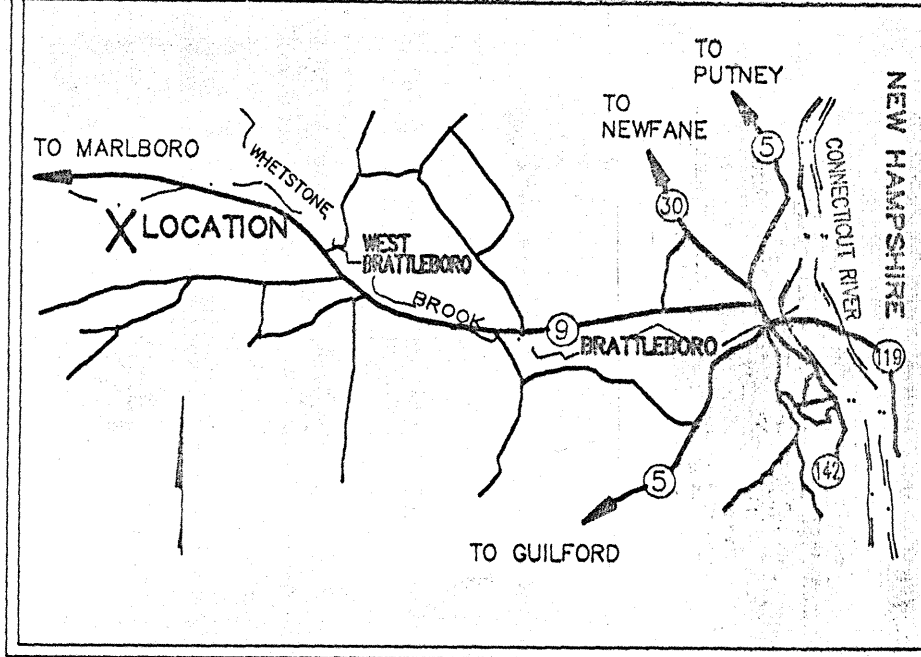 TO
PUTNEY
TO
NEWFANE
NEW HAMPSHIRE
5
CONNECTICUT RIVER
TO MARLBORO
WHETSTONE
30
X LOCATION
WEST
BRATTLEBORO
BROOK
9
BRATTLEBORO
119
5
142
TO GUILFORD